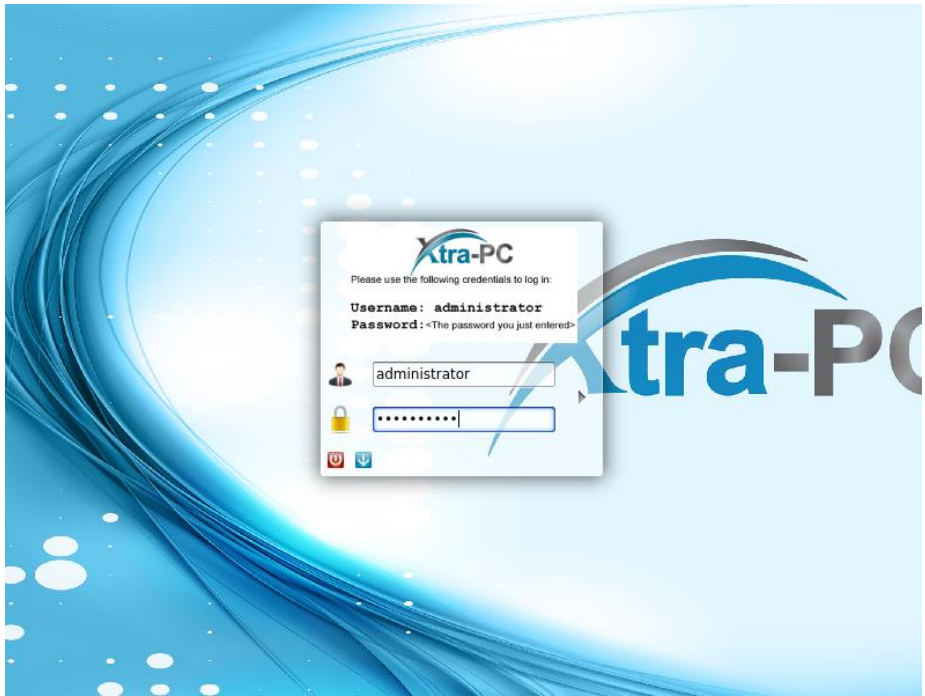 Xtra-PC
Please use the following credentials to log in:
Username: administrator
Password:<The password you just entered>
Xtra-PC
administrator
••••••••••